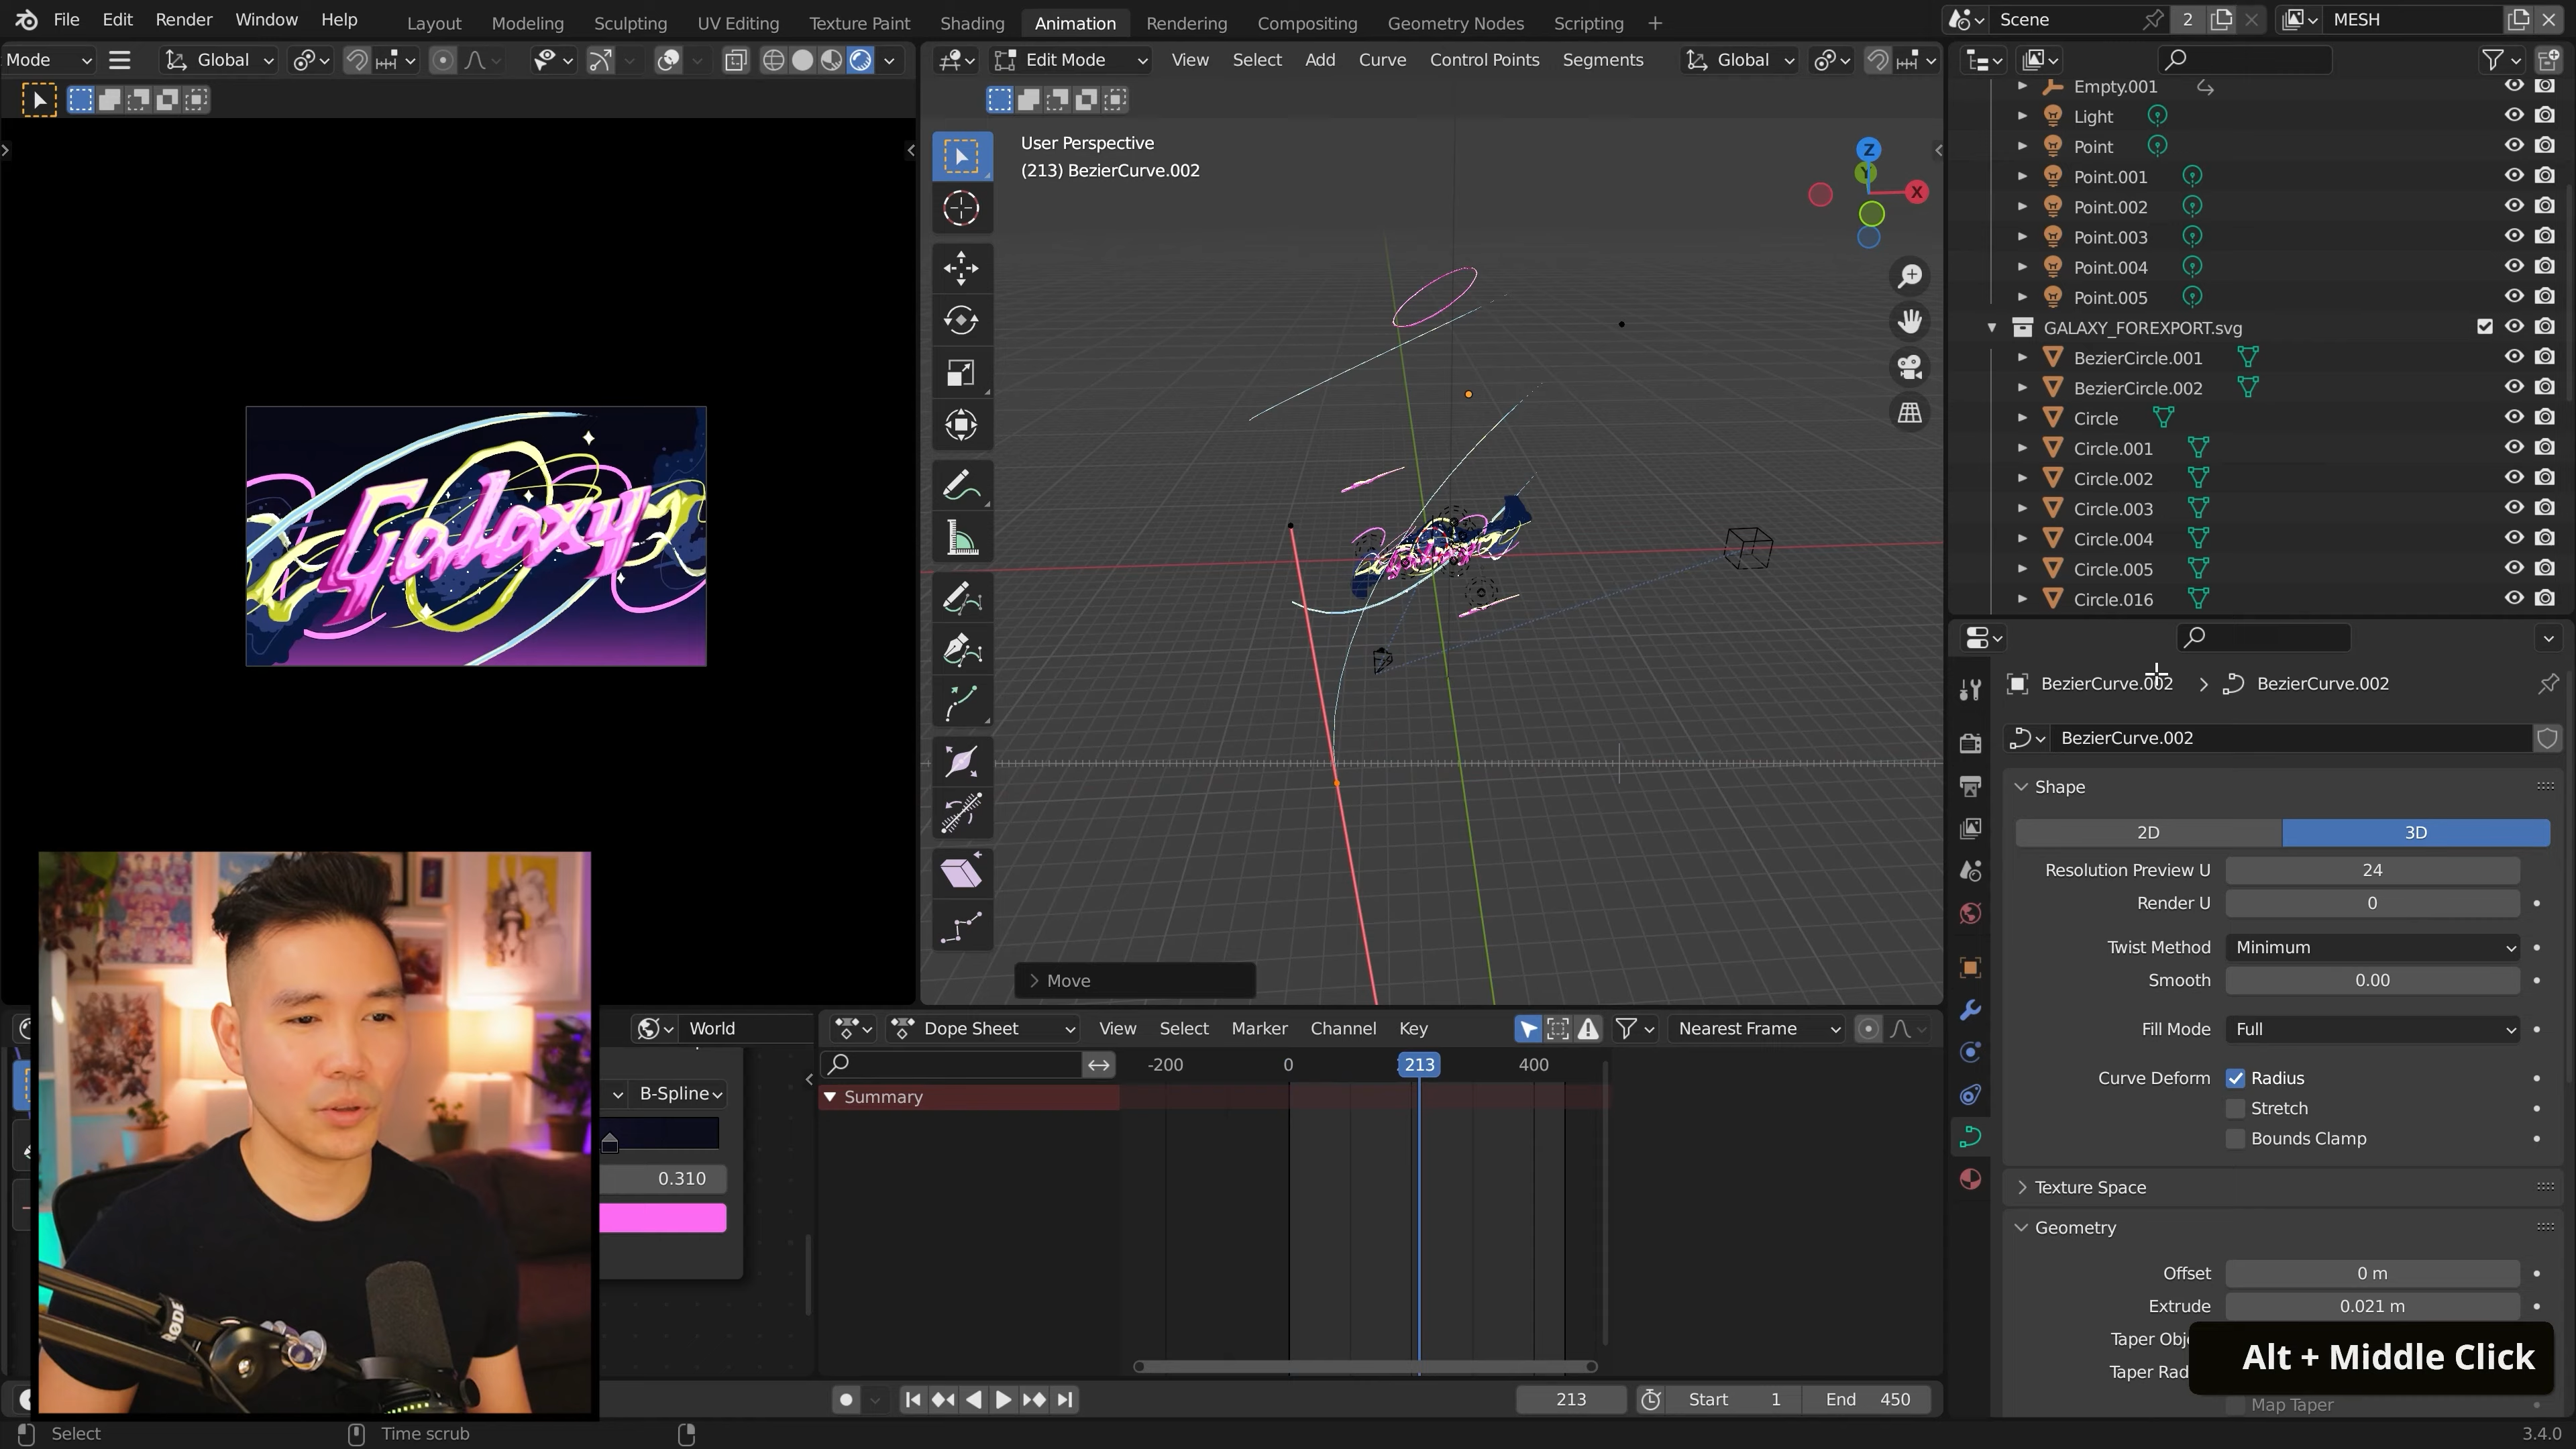 File Edit Render Window Help Layout Modeling Sculpting UV Editing Texture Paint Shading Animation Rendering Compositing Geometry Nodes Scripting + Scene 2 MESH
Mode Global Edit Mode View Select Add Curve Control Points Segments Global
User Perspective
(213) BezierCurve.002
Z
Y
X
Galaxy
Move
Empty.001
Light
Point
Point.001
Point.002
Point.003
Point.004
Point.005
GALAXY_FOREXPORT.svg
BezierCircle.001
BezierCircle.002
Circle
Circle.001
Circle.002
Circle.003
Circle.004
Circle.005
Circle.016
BezierCurve.002 > BezierCurve.002
BezierCurve.002
Shape
2D 3D
Resolution Preview U 24
Render U 0
Twist Method Minimum
Smooth 0.00
Fill Mode Full
Curve Deform Radius
Stretch
Bounds Clamp
Texture Space
Geometry
Offset 0 m
Extrude 0.021 m
Taper Obj
Taper Rad
Map Taper
Alt + Middle Click
World
B-Spline
0.310
RØDE
Dope Sheet View Select Marker Channel Key Nearest Frame
-200 0 213 400
Summary
213 Start 1 End 450
Select Time scrub 3.4.0